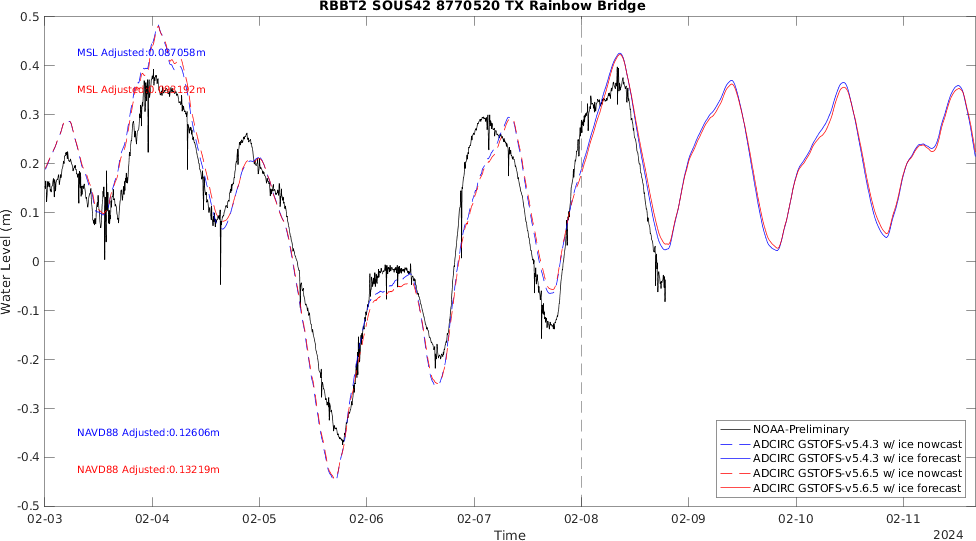 RBBT2 SOUS42 8770520 TX Rainbow Bridge
0.5
0.4
0.3
0.2
0.1
0
-0.1
-0.2
-0.3
-0.4
-0.5
Water Level (m)
MSL Adjusted:0.087058m
MSL Adjusted:0.093192m
NAVD88 Adjusted:0.12606m
NAVD88 Adjusted:0.13219m
NOAA-Preliminary
ADCIRC GSTOFS-v5.4.3 w/ ice nowcast
ADCIRC GSTOFS-v5.4.3 w/ ice forecast
ADCIRC GSTOFS-v5.6.5 w/ ice nowcast
ADCIRC GSTOFS-v5.6.5 w/ ice forecast
02-03 02-04 02-05 02-06 02-07 02-08 02-09 02-10 02-11
Time
2024